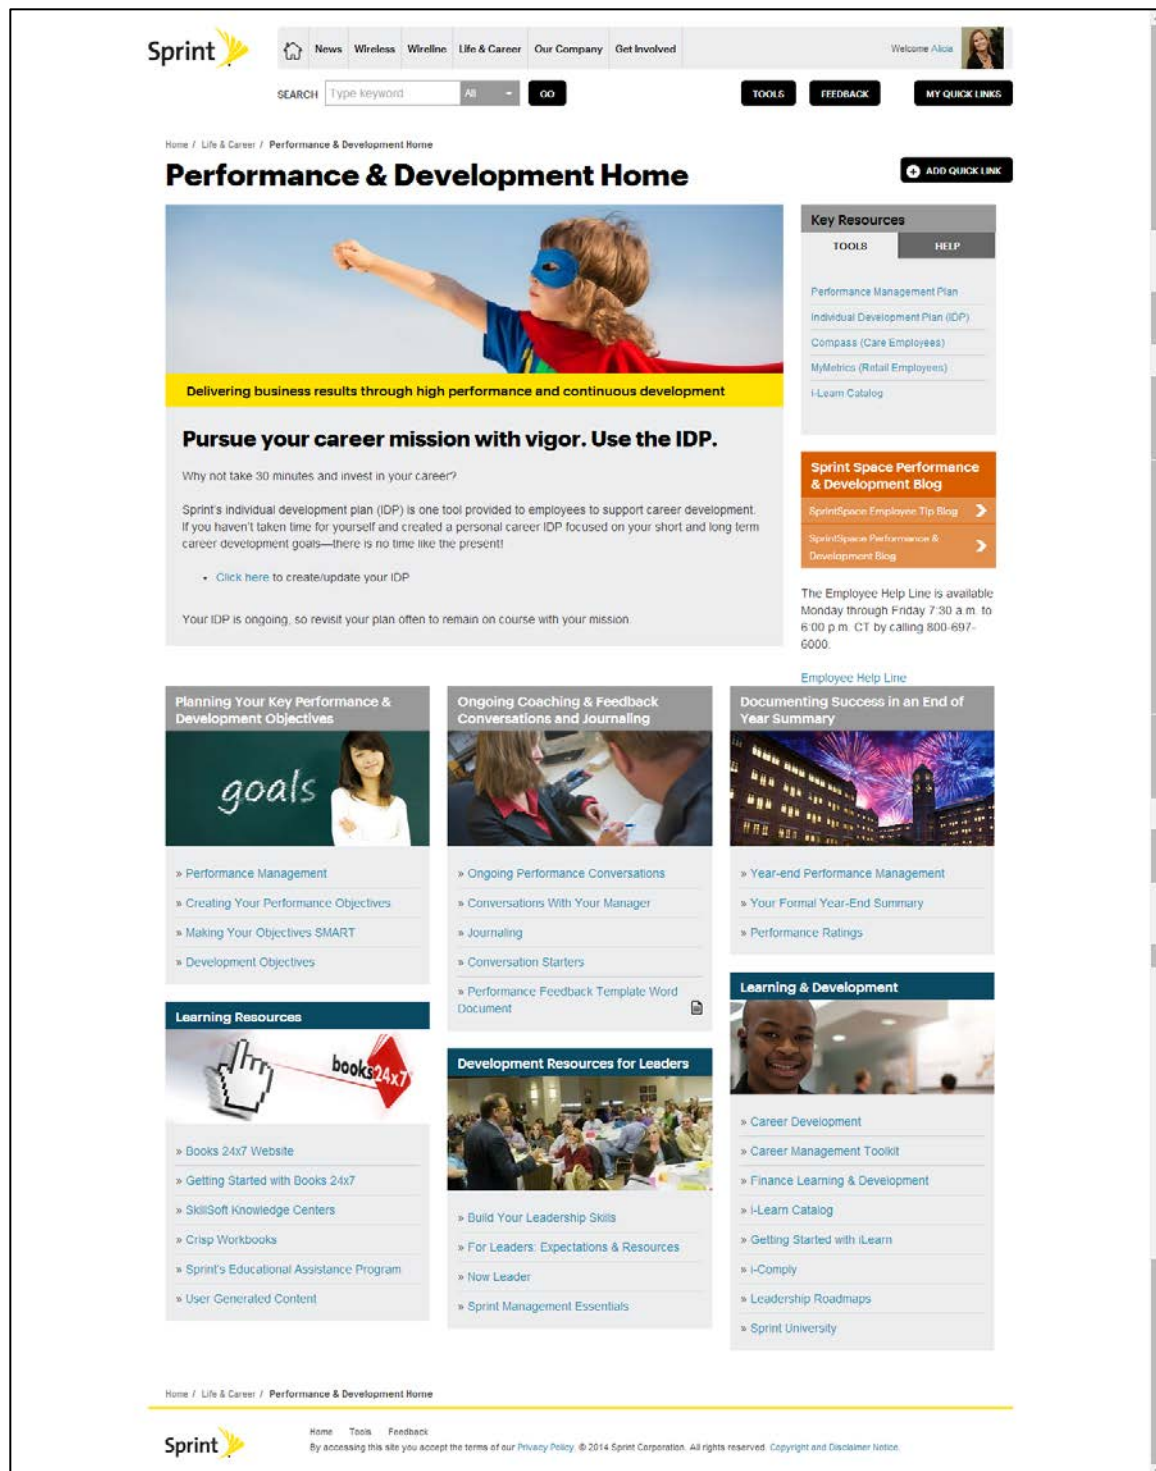 Sprint
News Wireless Wireline Life & Career Our Company Get Involved
Welcome Alicia
SEARCH Type keyword All GO
TOOLS FEEDBACK MY QUICK LINKS
Home / Life & Career / Performance & Development Home
Performance & Development Home
ADD QUICK LINK
Delivering business results through high performance and continuous development
Pursue your career mission with vigor. Use the IDP.
Why not take 30 minutes and invest in your career?
Sprint's individual development plan (IDP) is one tool provided to employees to support career development.
If you haven't taken time for yourself and created a personal career IDP focused on your short and long term
career development goals—there is no time like the present!
• Click here to create/update your IDP
Your IDP is ongoing, so revisit your plan often to remain on course with your mission.
Key Resources
TOOLS HELP
Performance Management Plan
Individual Development Plan (IDP)
Compass (Care Employees)
MyMetrics (Retail Employees)
i-Learn Catalog
Sprint Space Performance
& Development Blog
SprintSpace Employee Tip Blog
SprintSpace Performance &
Development Blog
The Employee Help Line is available
Monday through Friday 7:30 a.m. to
6:00 p.m. CT by calling 800-697-
6000.
Employee Help Line
Planning Your Key Performance &
Development Objectives
goals
» Performance Management
» Creating Your Performance Objectives
» Making Your Objectives SMART
» Development Objectives
Learning Resources
books24x7
» Books 24x7 Website
» Getting Started with Books 24x7
» SkillSoft Knowledge Centers
» Crisp Workbooks
» Sprint's Educational Assistance Program
» User Generated Content
Ongoing Coaching & Feedback
Conversations and Journaling
» Ongoing Performance Conversations
» Conversations With Your Manager
» Journaling
» Conversation Starters
» Performance Feedback Template Word
Document
Development Resources for Leaders
» Build Your Leadership Skills
» For Leaders: Expectations & Resources
» Now Leader
» Sprint Management Essentials
Documenting Success in an End of
Year Summary
» Year-end Performance Management
» Your Formal Year-End Summary
» Performance Ratings
Learning & Development
» Career Development
» Career Management Toolkit
» Finance Learning & Development
» i-Learn Catalog
» Getting Started with iLearn
» i-Comply
» Leadership Roadmaps
» Sprint University
Home / Life & Career / Performance & Development Home
Sprint
Home Tools Feedback
By accessing this site you accept the terms of our Privacy Policy. © 2014 Sprint Corporation. All rights reserved. Copyright and Disclaimer Notice.